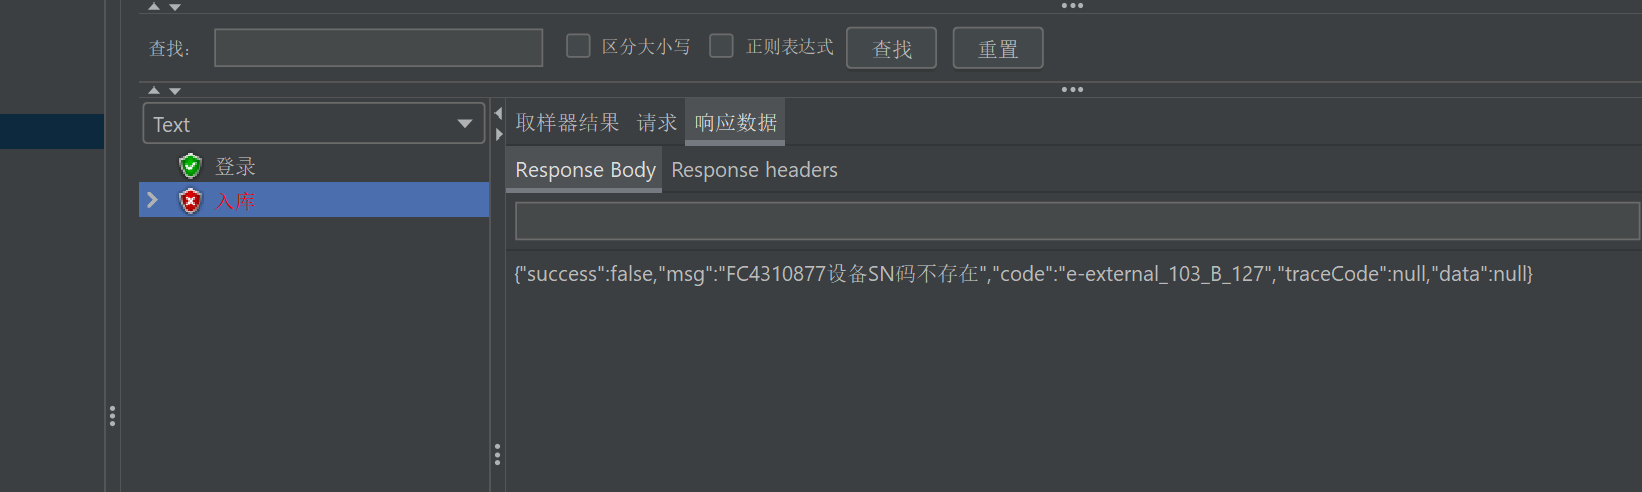 查找: 区分大小写 正则表达式 查找 重置
Text
取样器结果 请求 响应数据
登录
Response Body Response headers
入库
{"success":false,"msg":"FC4310877设备SN码不存在","code":"e-external_103_B_127","traceCode":null,"data":null}